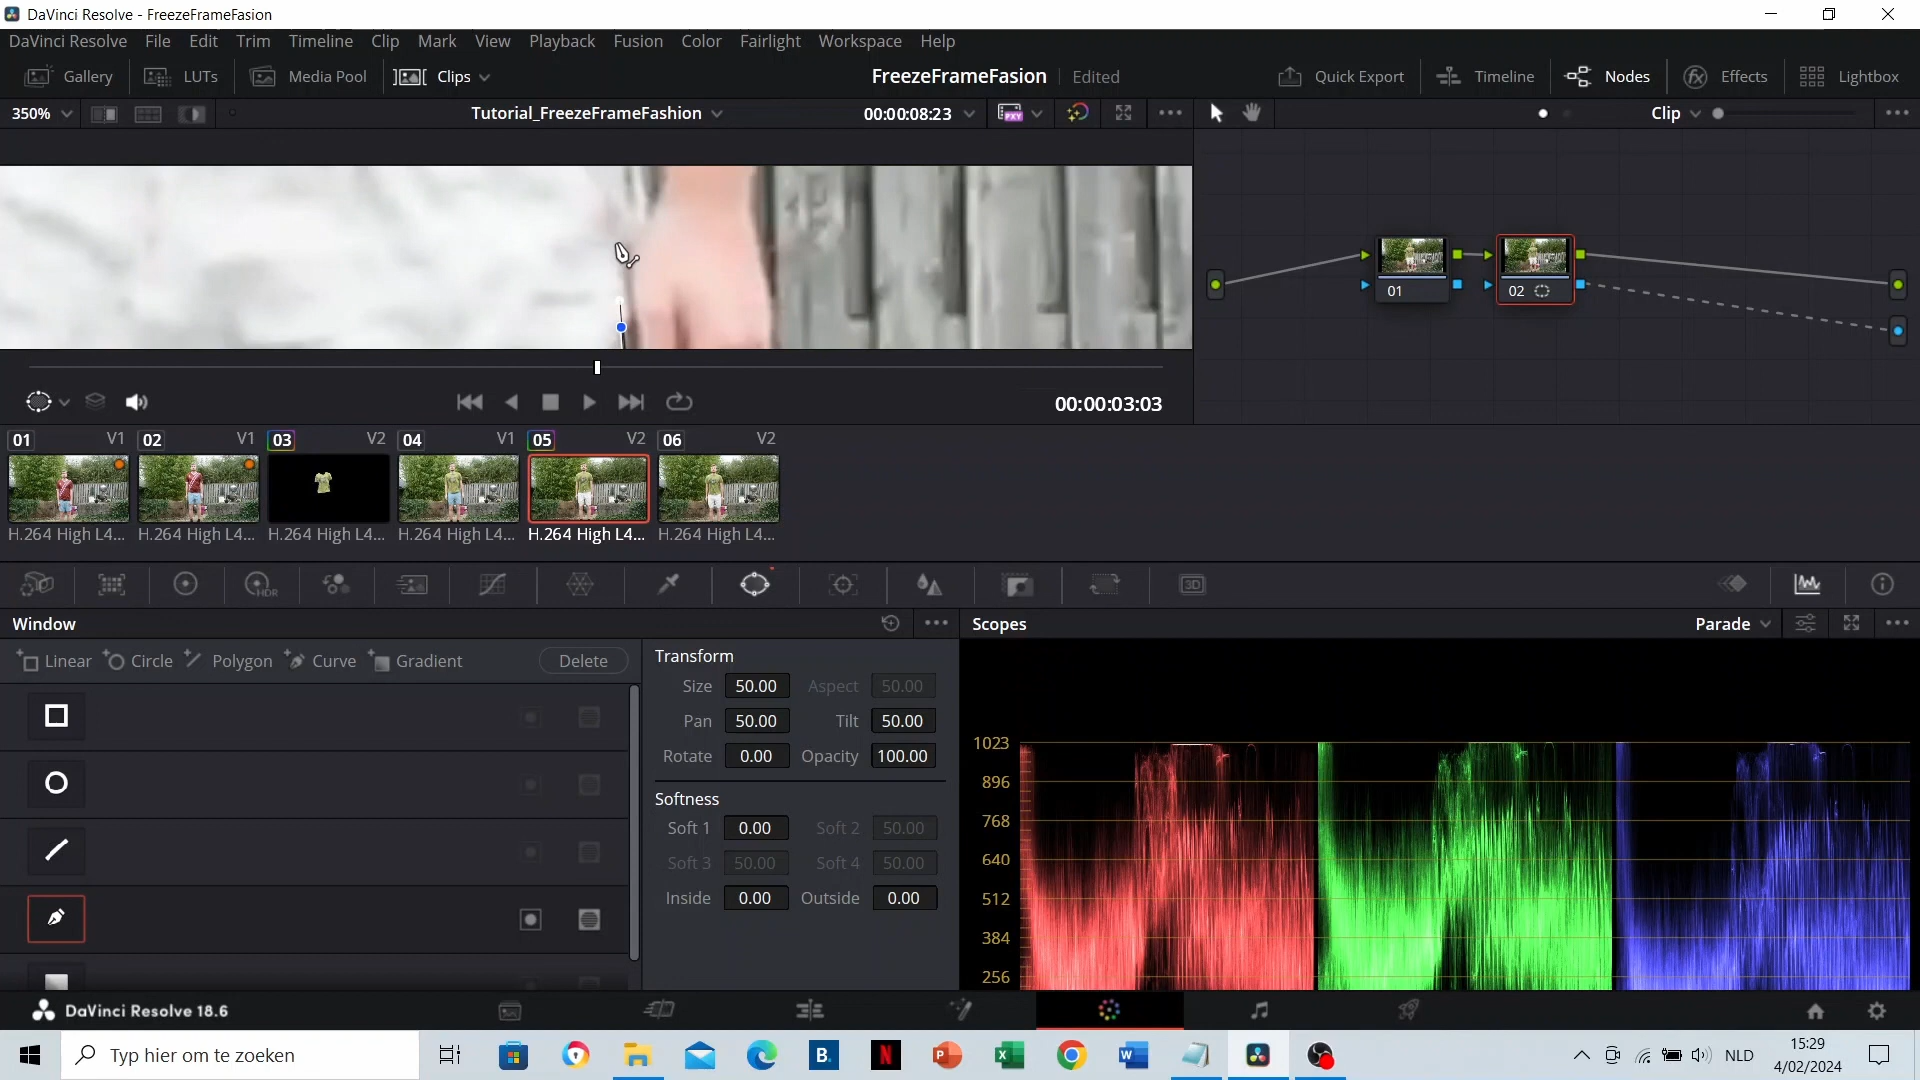 DaVinci Resolve - FreezeFrameFasion
DaVinci Resolve File Edit Trim Timeline Clip Mark View Playback Fusion Color Fairlight Workspace Help
Gallery LUTs Media Pool Clips FreezeFrameFasion Edited Quick Export Timeline Nodes Effects Lightbox
350% Tutorial_FreezeFrameFashion 00:00:08:23 PXY Clip
01 02
00:00:03:03
01 V1 02 V1 03 V2 04 V1 05 V2 06 V2
H.264 High L4... H.264 High L4... H.264 High L4... H.264 High L4... H.264 High L4... H.264 High L4...
HDR 3D
Window Scopes Parade
Linear Circle Polygon Curve Gradient Delete
Transform
Size 50.00 Aspect 50.00
Pan 50.00 Tilt 50.00
Rotate 0.00 Opacity 100.00
Softness
Soft 1 0.00 Soft 2 50.00
Soft 3 50.00 Soft 4 50.00
Inside 0.00 Outside 0.00
1023
896
768
640
512
384
256
DaVinci Resolve 18.6
Typ hier om te zoeken
B.
N
P
X
W
NLD
15:29
4/02/2024